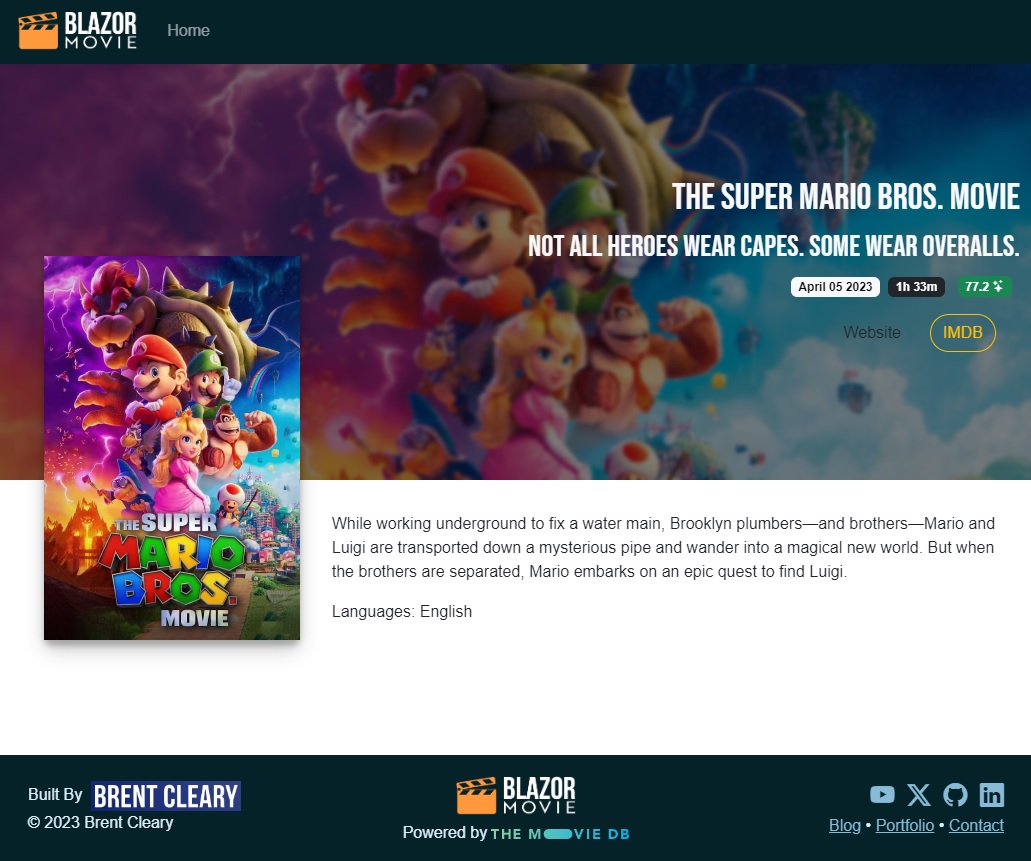 BLAZOR
MOVIE
Home
THE SUPER MARIO BROS. MOVIE
NOT ALL HEROES WEAR CAPES. SOME WEAR OVERALLS.
April 05 2023 1h 33m 77.2
Website IMDB
THE SUPER
MARIO
BROS.
MOVIE
While working underground to fix a water main, Brooklyn plumbers—and brothers—Mario and
Luigi are transported down a mysterious pipe and wander into a magical new world. But when
the brothers are separated, Mario embarks on an epic quest to find Luigi.
Languages: English
Built By BRENT CLEARY
© 2023 Brent Cleary
BLAZOR
MOVIE
Powered by THE MOVIE DB
Blog • Portfolio • Contact